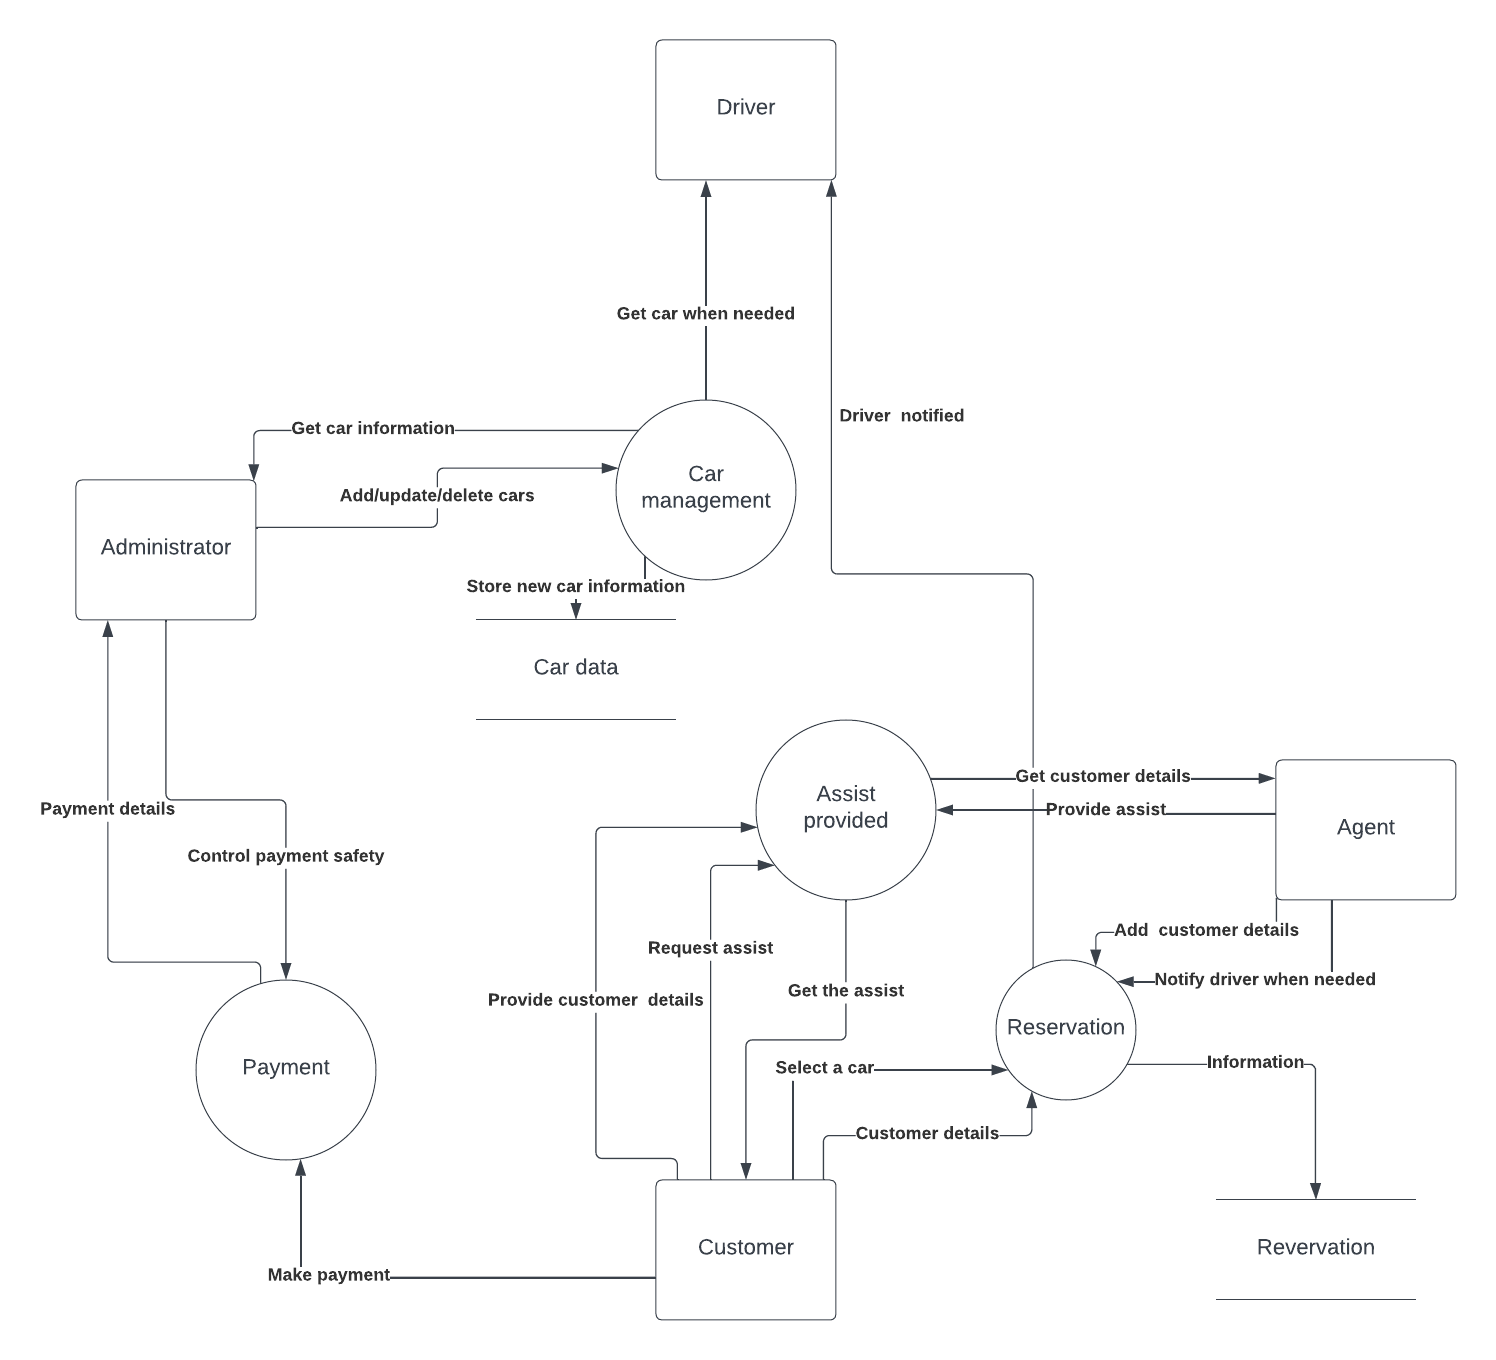 Driver
Get car when needed
Driver  notified
Get car information
Car
management
Add/update/delete cars
Administrator
Store new car information
Car data
Get customer details
Assist
provided
Provide assist
Agent
Payment details
Control payment safety
Add  customer details
Request assist
Notify driver when needed
Get the assist
Provide customer  details
Reservation
Information
Select a car
Payment
Customer details
Customer
Revervation
Make payment